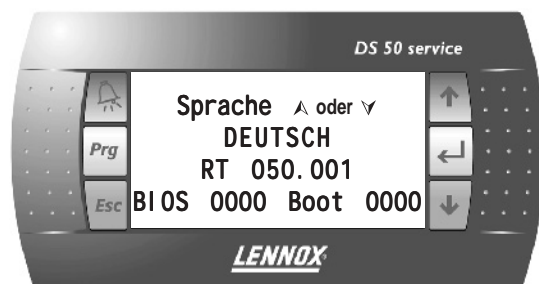 DS 50 service
Sprache ⋏ oder ⋎
DEUTSCH
Prg
RT 050.001
Esc
BIOS 0000 Boot 0000
LENNOX